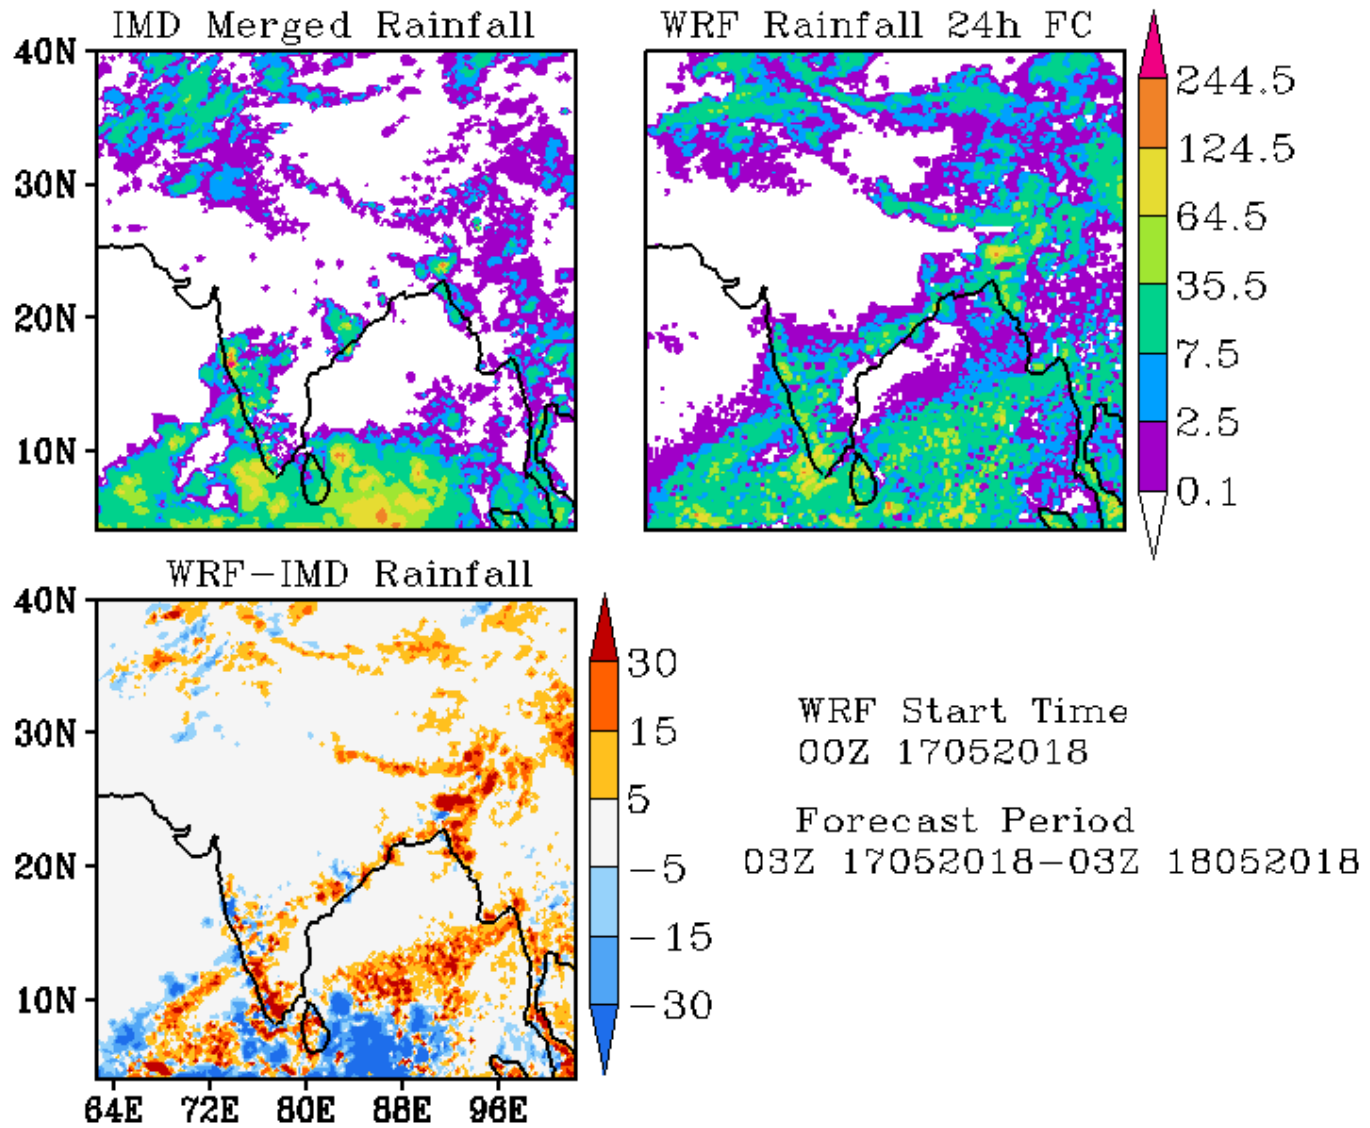 IMD Merged Rainfall
WRF Rainfall 24h FC
40N
30N
20N
10N
244.5
124.5
64.5
35.5
7.5
2.5
0.1
WRF-IMD Rainfall
40N
30N
20N
10N
64E 72E 80E 88E 96E
30
15
5
-5
-15
-30
WRF Start Time
00Z 17052018
Forecast Period
03Z 17052018-03Z 18052018